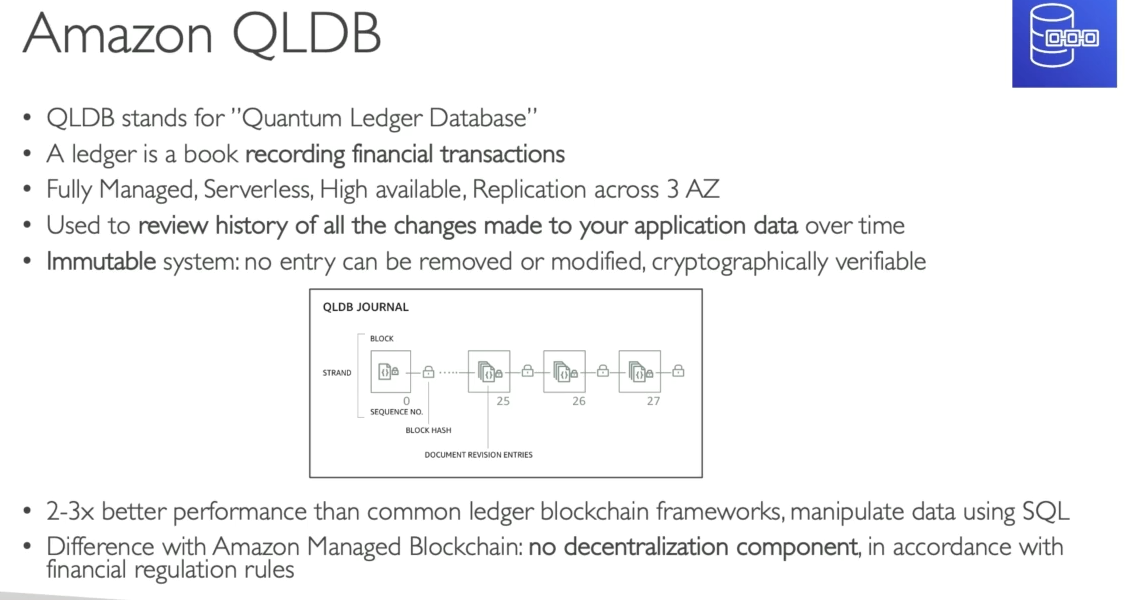 Amazon QLDB
• QLDB stands for ”Quantum Ledger Database”
• A ledger is a book recording financial transactions
• Fully Managed, Serverless, High available, Replication across 3 AZ
• Used to review history of all the changes made to your application data over time
• Immutable system: no entry can be removed or modified, cryptographically verifiable
QLDB JOURNAL
BLOCK
STRAND
0 25 26 27
SEQUENCE NO.
BLOCK HASH
DOCUMENT REVISION ENTRIES
• 2-3x better performance than common ledger blockchain frameworks, manipulate data using SQL
• Difference with Amazon Managed Blockchain: no decentralization component, in accordance with
financial regulation rules